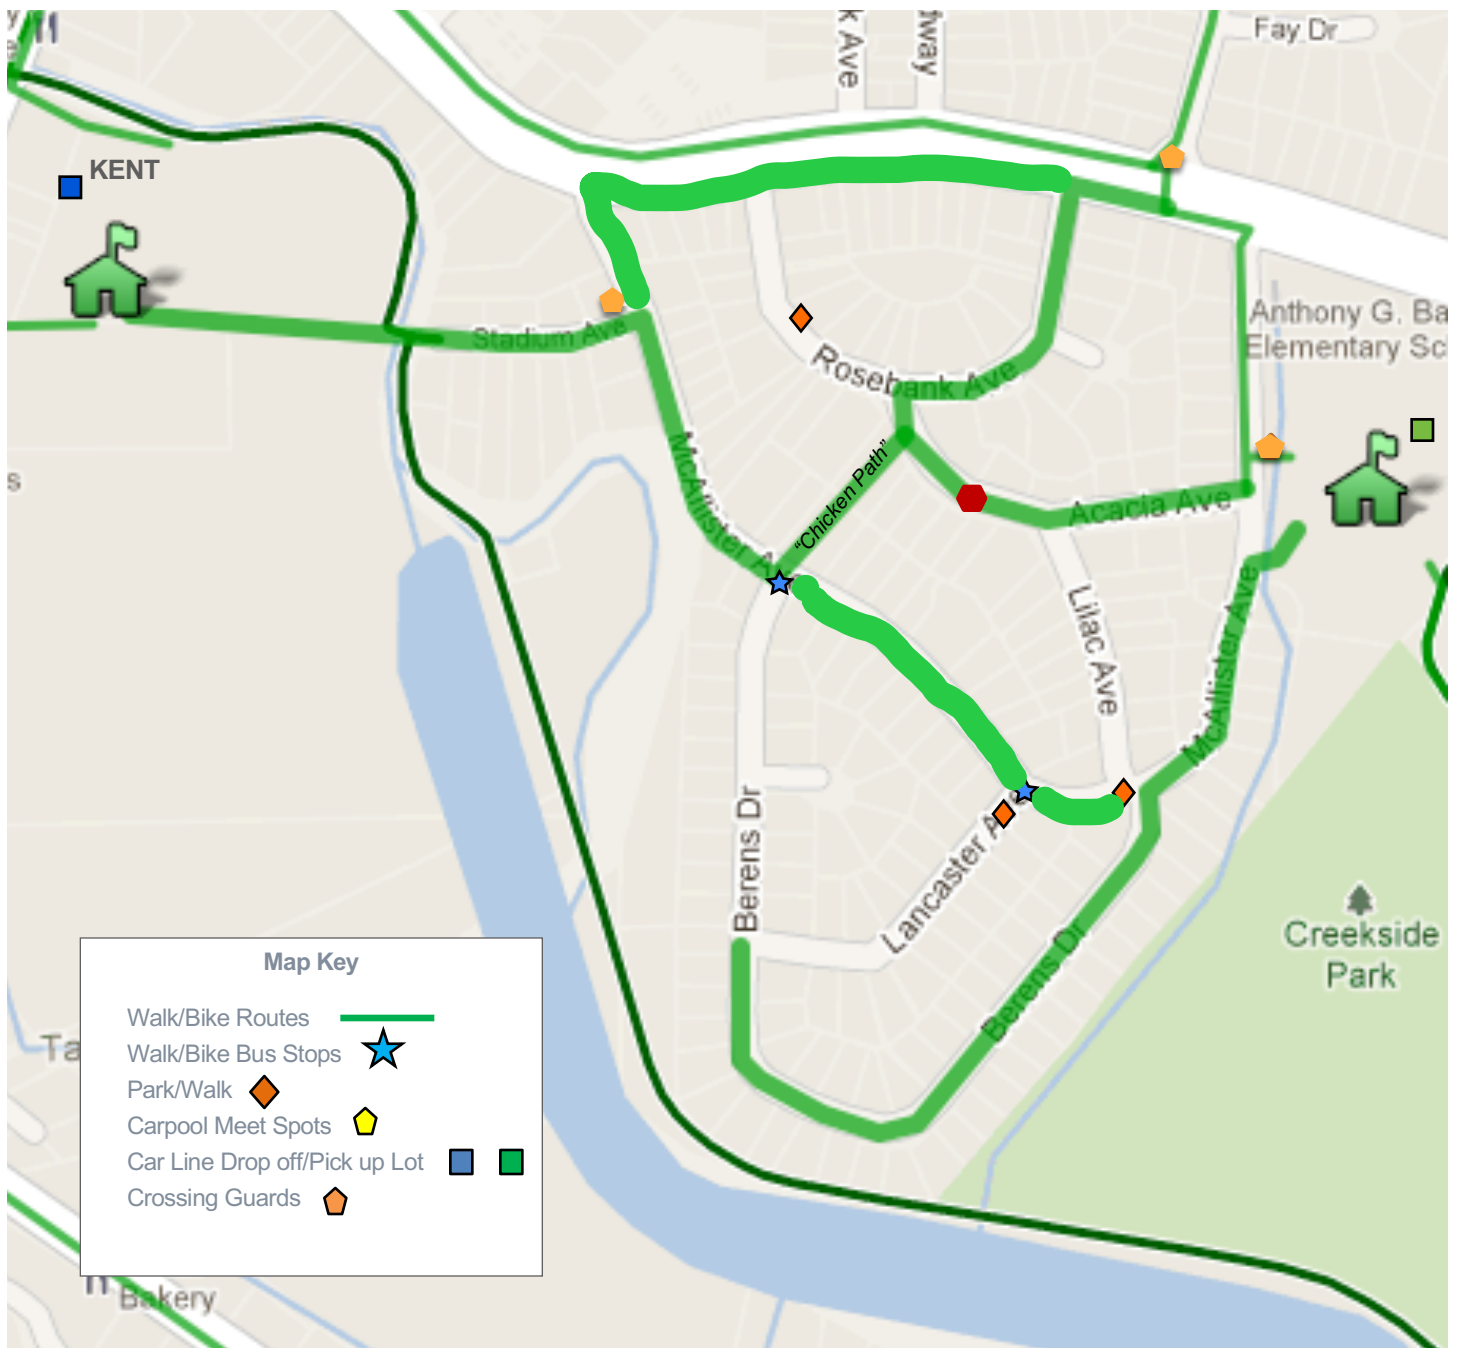 k Ave
Fay Dr
KENT
Stadium Ave
Anthony G. Ba
Elementary Sc
Rosebank Ave
McAllister Ave
"Chicken Path"
Acacia Ave
s
Lilac Ave
McAllister Ave
Berens Dr
Lancaster Ave
Berens Dr
Creekside
Park
Ta
Map Key
Walk/Bike Routes
Walk/Bike Bus Stops
Park/Walk
Carpool Meet Spots
Car Line Drop off/Pick up Lot
Crossing Guards
Bakery